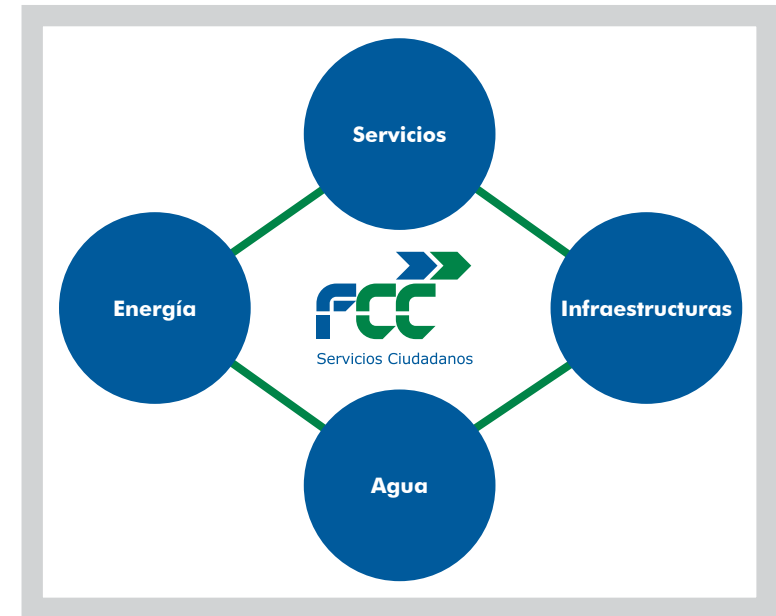 Servicios
Energía
FCC
Servicios Ciudadanos
Infraestructuras
Agua